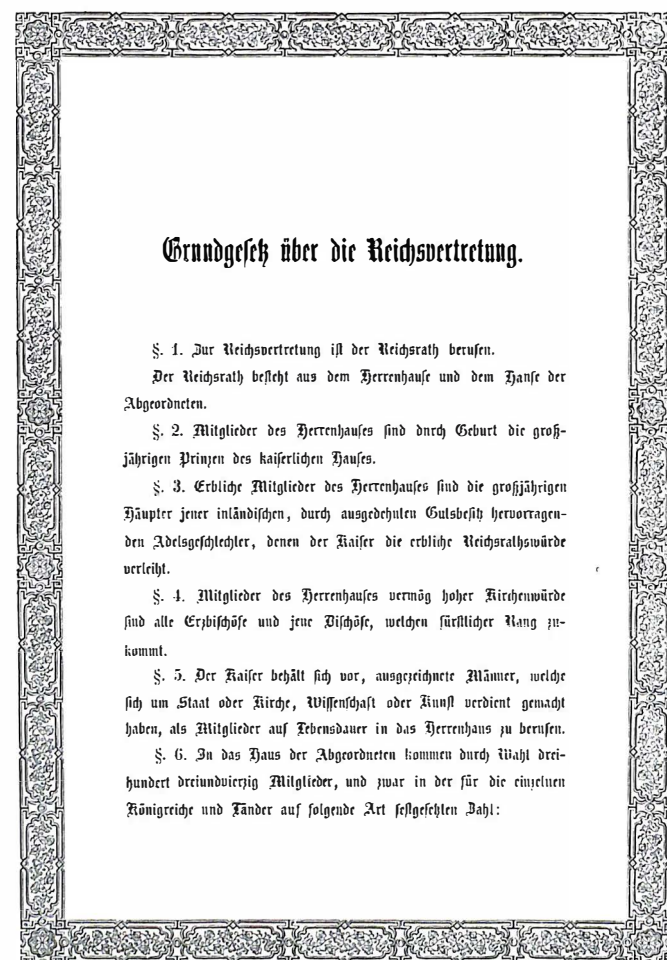 Grundgesetz über die Reichsvertretung.
§. 1. Zur Reichsvertretung ist der Reichsrath berufen.
Der Reichsrath besteht aus dem Herrenhause und dem Hause der
Abgeordneten.
§. 2. Mitglieder des Herrenhauses sind durch Geburt die groß-
jährigen Prinzen des kaiserlichen Hauses.
§. 3. Erbliche Mitglieder des Herrenhauses sind die großjährigen
Häupter jener inländischen, durch ausgedehnten Gutsbesitz hervorragen-
den Adelsgeschlechter, denen der Kaiser die erbliche Reichsrathswürde
verleiht.
§. 4. Mitglieder des Herrenhauses vermög hoher Kirchenwürde
sind alle Erzbischöfe und jene Bischöfe, welchen fürstlicher Rang zu-
kommt.
§. 5. Der Kaiser behält sich vor, ausgezeichnete Männer, welche
sich um Staat oder Kirche, Wissenschaft oder Kunst verdient gemacht
haben, als Mitglieder auf Lebensdauer in das Herrenhaus zu berufen.
§. 6. In das Haus der Abgeordneten kommen durch Wahl drei-
hundert dreiundvierzig Mitglieder, und zwar in der für die einzelnen
Königreiche und Länder auf folgende Art festgesetzten Zahl: